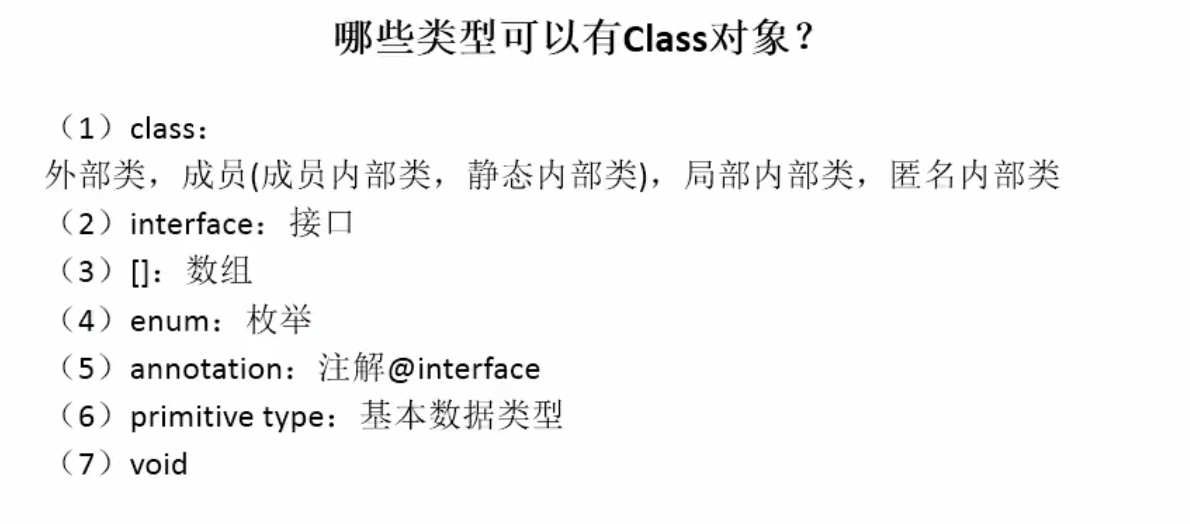 哪些类型可以有Class对象？
（1）class：
外部类，成员(成员内部类，静态内部类)，局部内部类，匿名内部类
（2）interface：接口
（3）[]：数组
（4）enum：枚举
（5）annotation：注解@interface
（6）primitive type：基本数据类型
（7）void